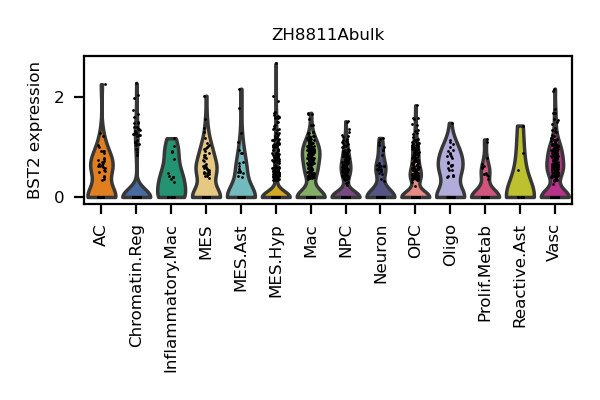 ZH8811Abulk
BST2 expression
2
0
AC
Chromatin.Reg
Inflammatory.Mac
MES
MES.Ast
MES.Hyp
Mac
NPC
Neuron
OPC
Oligo
Prolif.Metab
Reactive.Ast
Vasc